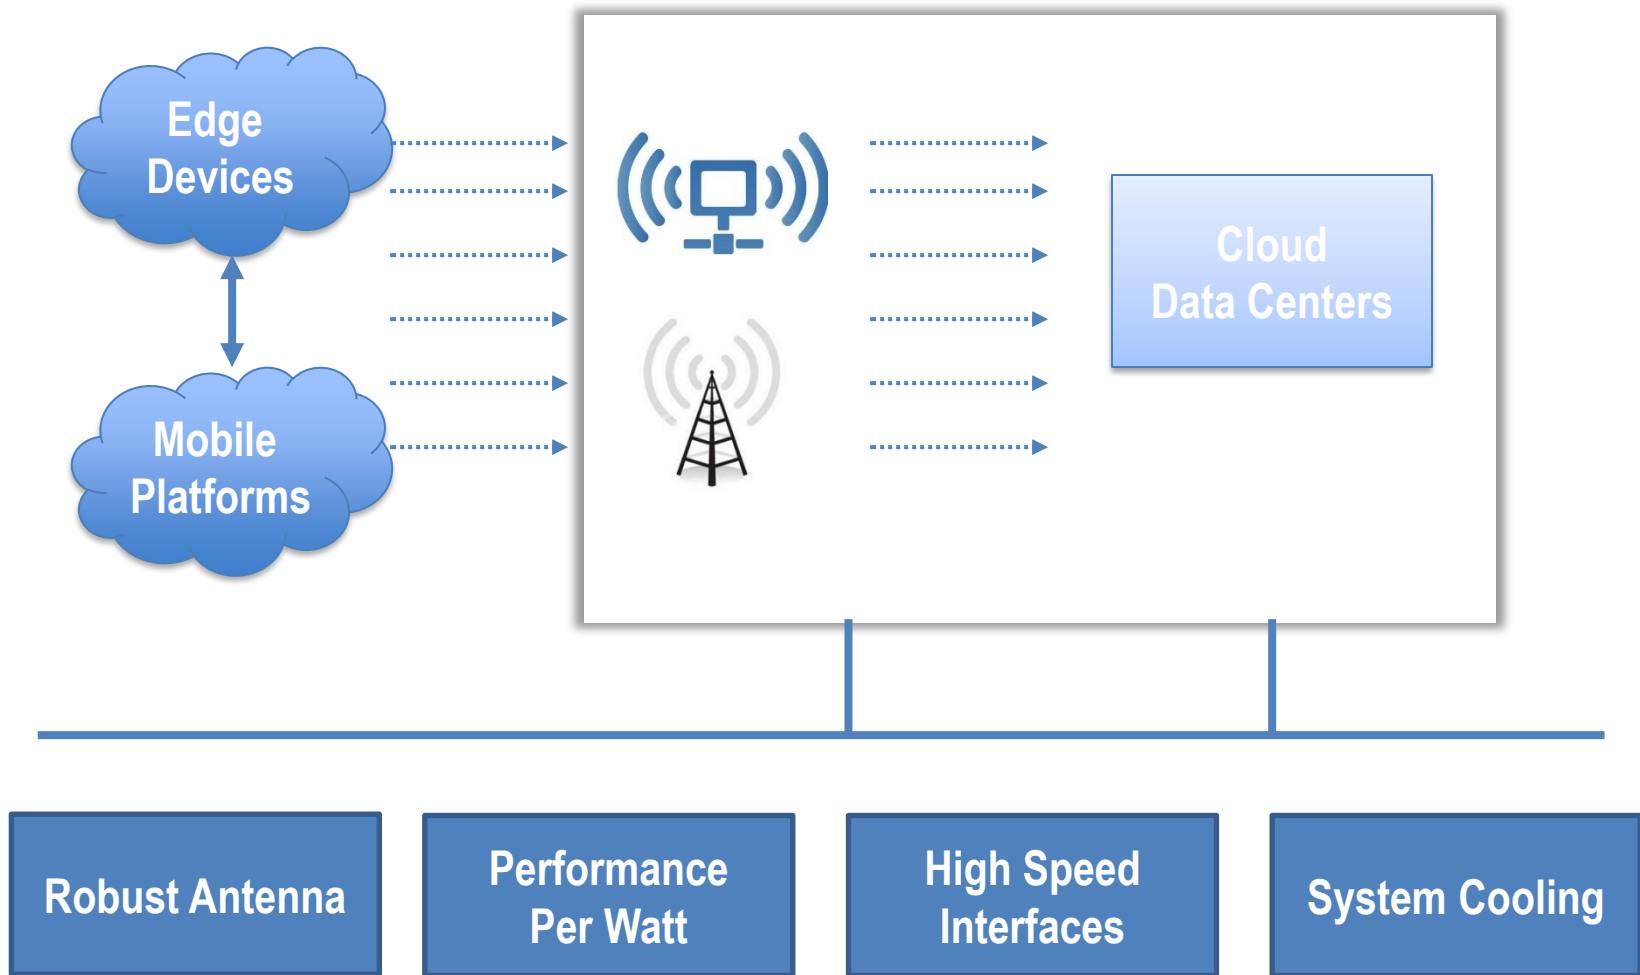 Edge
Devices
Cloud
Data Centers
Mobile
Platforms
Robust Antenna
Performance
Per Watt
High Speed
Interfaces
System Cooling